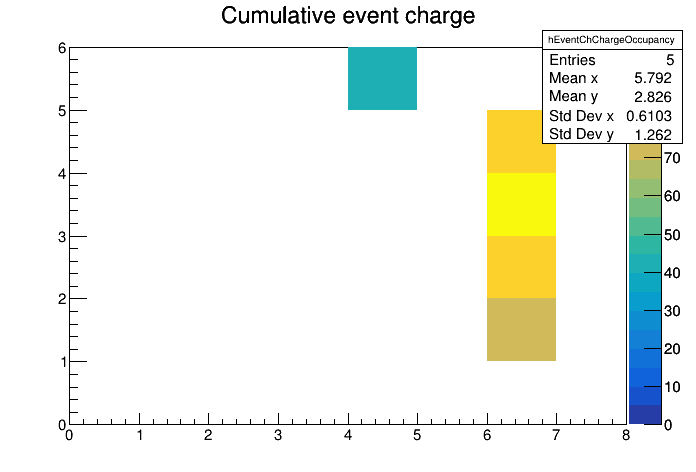 Cumulative event charge
hEventChChargeOccupancy
Entries 5
Mean x 5.792
Mean y 2.826
Std Dev x 0.6103
Std Dev y 1.262
6
5
4
3
2
1
0
0 1 2 3 4 5 6 7 8
70
60
50
40
30
20
10
0